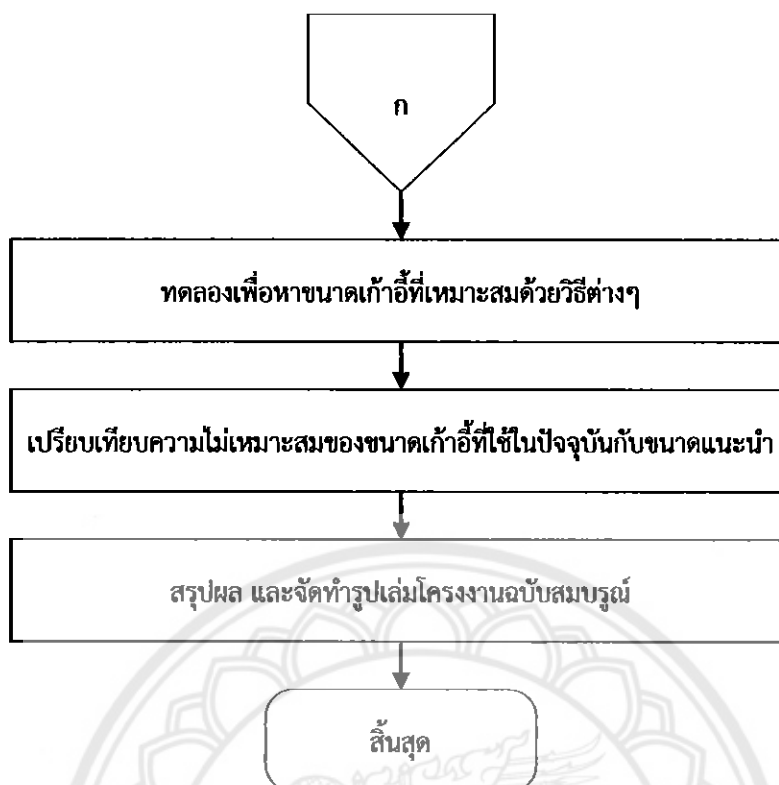 ก
ทดลองเพื่อหาขนาดเก้าอี้ที่เหมาะสมด้วยวิธีต่างๆ
เปรียบเทียบความไม่เหมาะสมของขนาดเก้าอี้ที่ใช้ในปัจจุบันกับขนาดแนะนำ
สรุปผล และจัดทำรูปเล่มโครงงานฉบับสมบรูณ์
สิ้นสุด